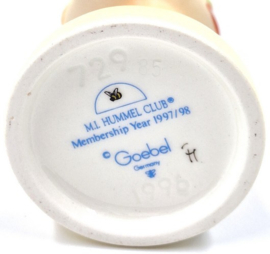 729
M.I. HUMMEL CLUB®
Membership Year 1997/98
© Goebel
Germany
1996